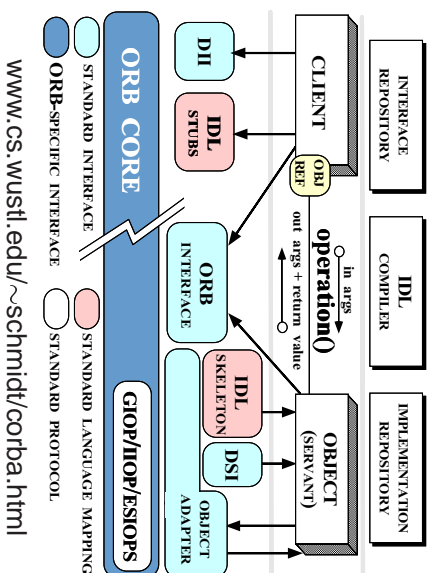 INTERFACE
REPOSITORY
IDL
COMPILER
IMPLEMENTATION
REPOSITORY
CLIENT
OBJ
REF
in args
operation()
out args + return value
OBJECT
(SERVANT)
DII
IDL
STUBS
ORB
INTERFACE
IDL
SKELETON
DSI
OBJECT
ADAPTER
ORB CORE
GIOP/IIOP/ESIOPS
STANDARD INTERFACE
STANDARD LANGUAGE MAPPING
ORB-SPECIFIC INTERFACE
STANDARD PROTOCOL
www.cs.wustl.edu/~schmidt/corba.html